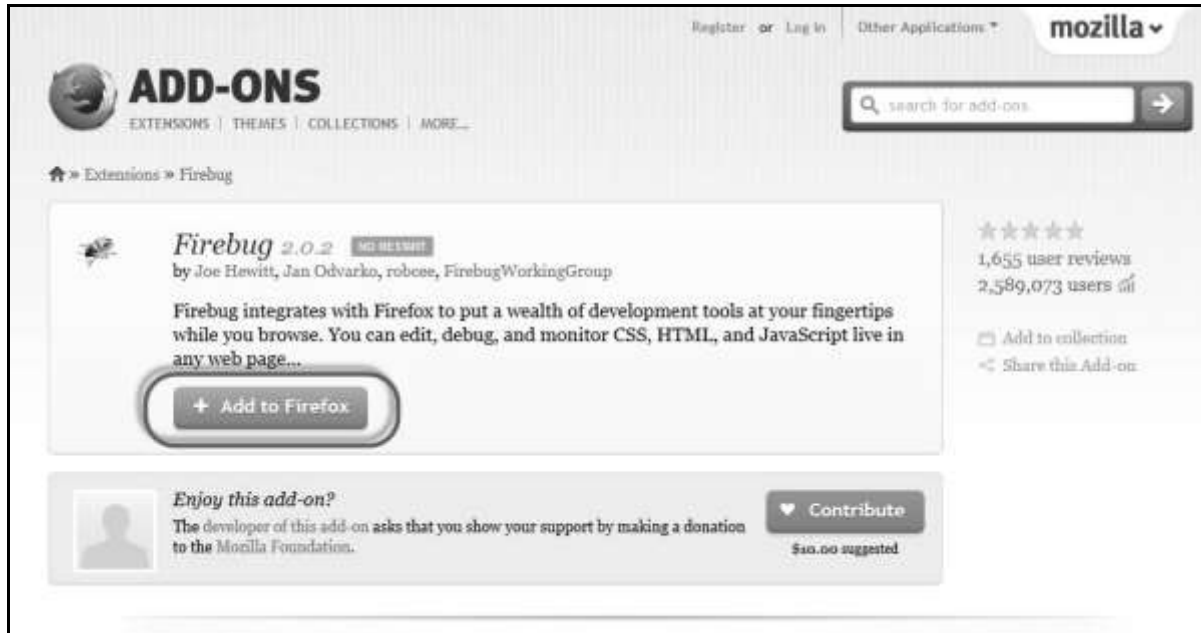 Register or Log in Other Applications
mozilla
ADD-ONS
EXTENSIONS | THEMES | COLLECTIONS | MORE...
search for add-ons
» Extensions » Firebug
Firebug 2.0.2 NO RESTART
by Joe Hewitt, Jan Odvarko, robcee, FirebugWorkingGroup
Firebug integrates with Firefox to put a wealth of development tools at your fingertips
while you browse. You can edit, debug, and monitor CSS, HTML, and JavaScript live in
any web page...
+ Add to Firefox
1,655 user reviews
2,589,073 users
Add to collection
Share this Add-on
Enjoy this add-on?
The developer of this add-on asks that you show your support by making a donation
to the Mozilla Foundation.
Contribute
$10.00 suggested